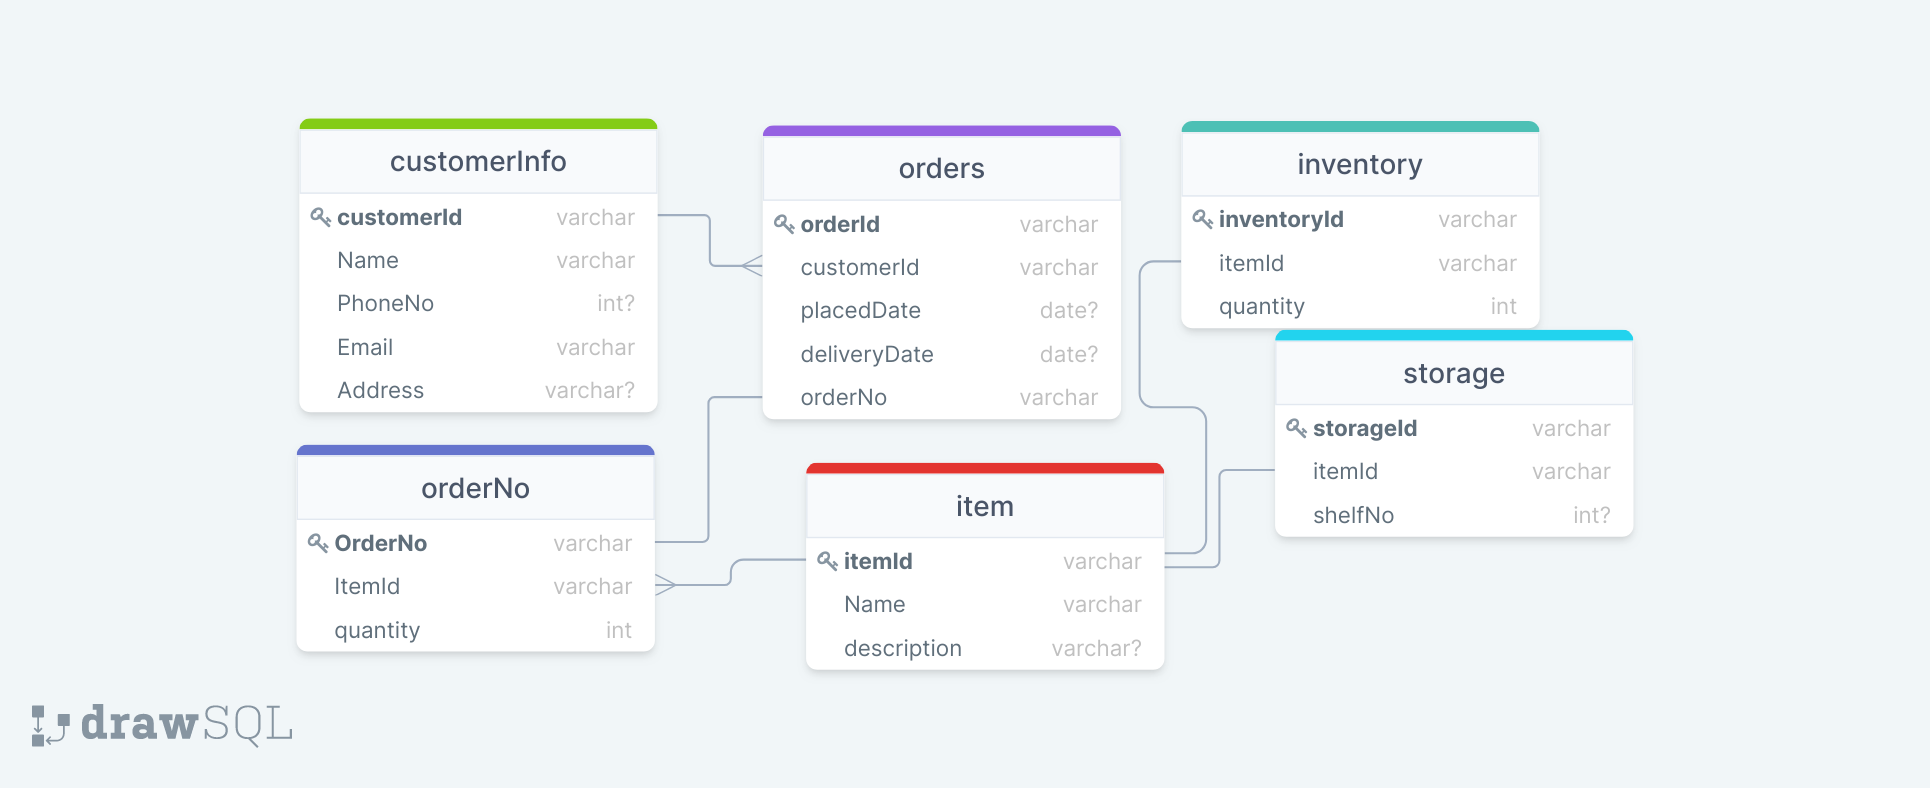 customerInfo
customerId varchar
Name varchar
PhoneNo int?
Email varchar
Address varchar?
orders
orderId varchar
customerId varchar
placedDate date?
deliveryDate date?
orderNo varchar
inventory
inventoryId varchar
itemId varchar
quantity int
storage
storageId varchar
itemId varchar
shelfNo int?
orderNo
OrderNo varchar
ItemId varchar
quantity int
item
itemId varchar
Name varchar
description varchar?
drawSQL